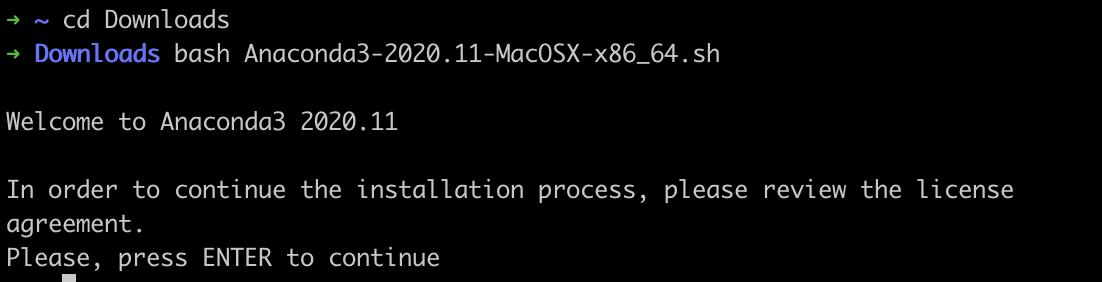 → ~ cd Downloads
→ Downloads bash Anaconda3-2020.11-MacOSX-x86_64.sh
Welcome to Anaconda3 2020.11
In order to continue the installation process, please review the license
agreement.
Please, press ENTER to continue